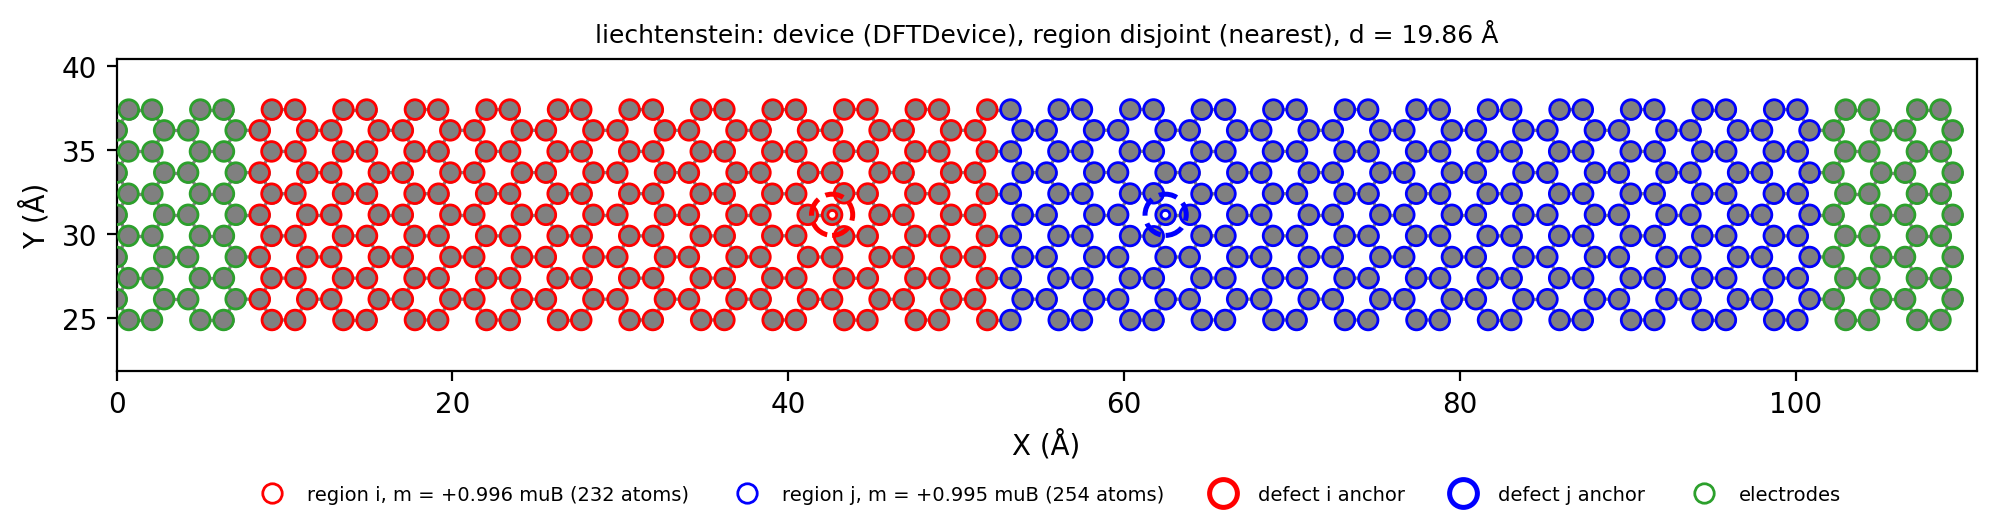 liechtenstein: device (DFTDevice), region disjoint (nearest), d = 19.86 Å
40
35
30
25
Y (Å)
0 20 40 60 80 100
X (Å)
region i, m = +0.996 muB (232 atoms) region j, m = +0.995 muB (254 atoms) defect i anchor defect j anchor electrodes